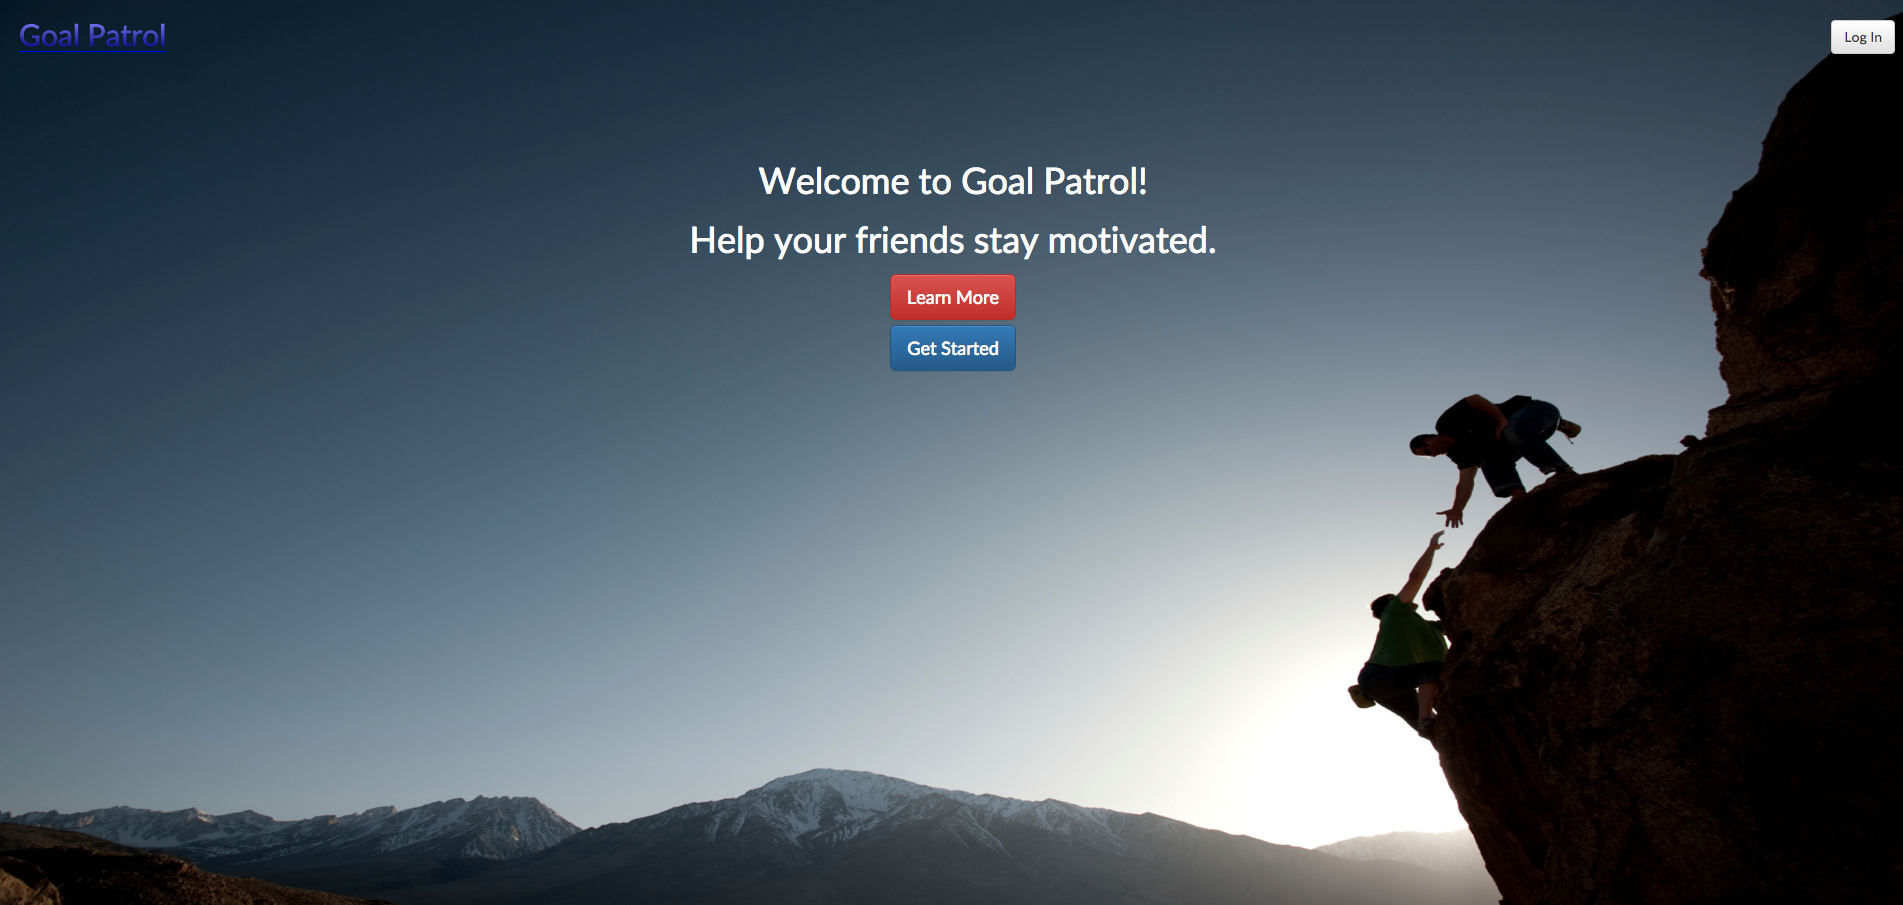 Goal Patrol
Log In
Welcome to Goal Patrol!
Help your friends stay motivated.
Learn More
Get Started